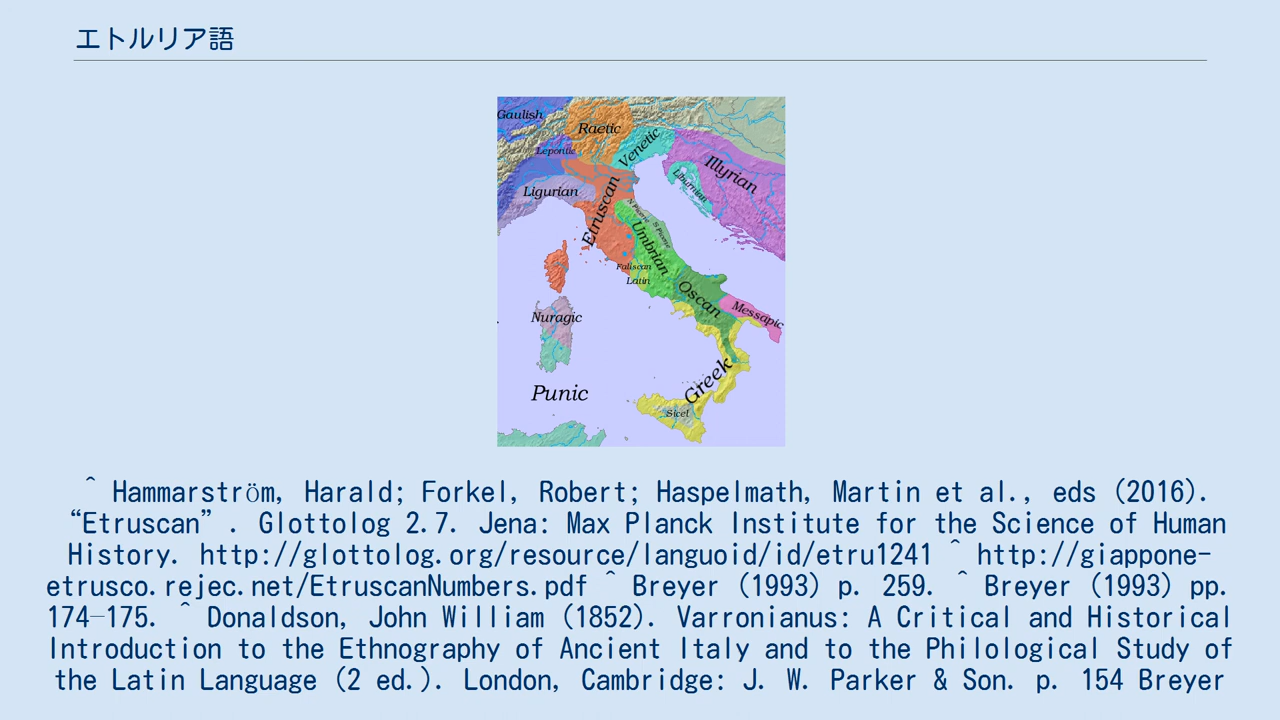 エトルリア語
Gaulish
Raetic
Lepontic
Venetic
Illyrian
Liburnian
Ligurian
Etruscan
N Picene
S Picene
Umbrian
Faliscan
Latin
Oscan
Messapic
Nuragic
Punic
Greek
Sicel
^ Hammarström, Harald; Forkel, Robert; Haspelmath, Martin et al., eds (2016).
“Etruscan”. Glottolog 2.7. Jena: Max Planck Institute for the Science of Human
History. http://glottolog.org/resource/languoid/id/etru1241 ^ http://giappone-
etrusco.rejec.net/EtruscanNumbers.pdf ^ Breyer (1993) p. 259. ^ Breyer (1993) pp.
174–175. ^ Donaldson, John William (1852). Varronianus: A Critical and Historical
Introduction to the Ethnography of Ancient Italy and to the Philological Study of
the Latin Language (2 ed.). London, Cambridge: J. W. Parker & Son. p. 154 Breyer